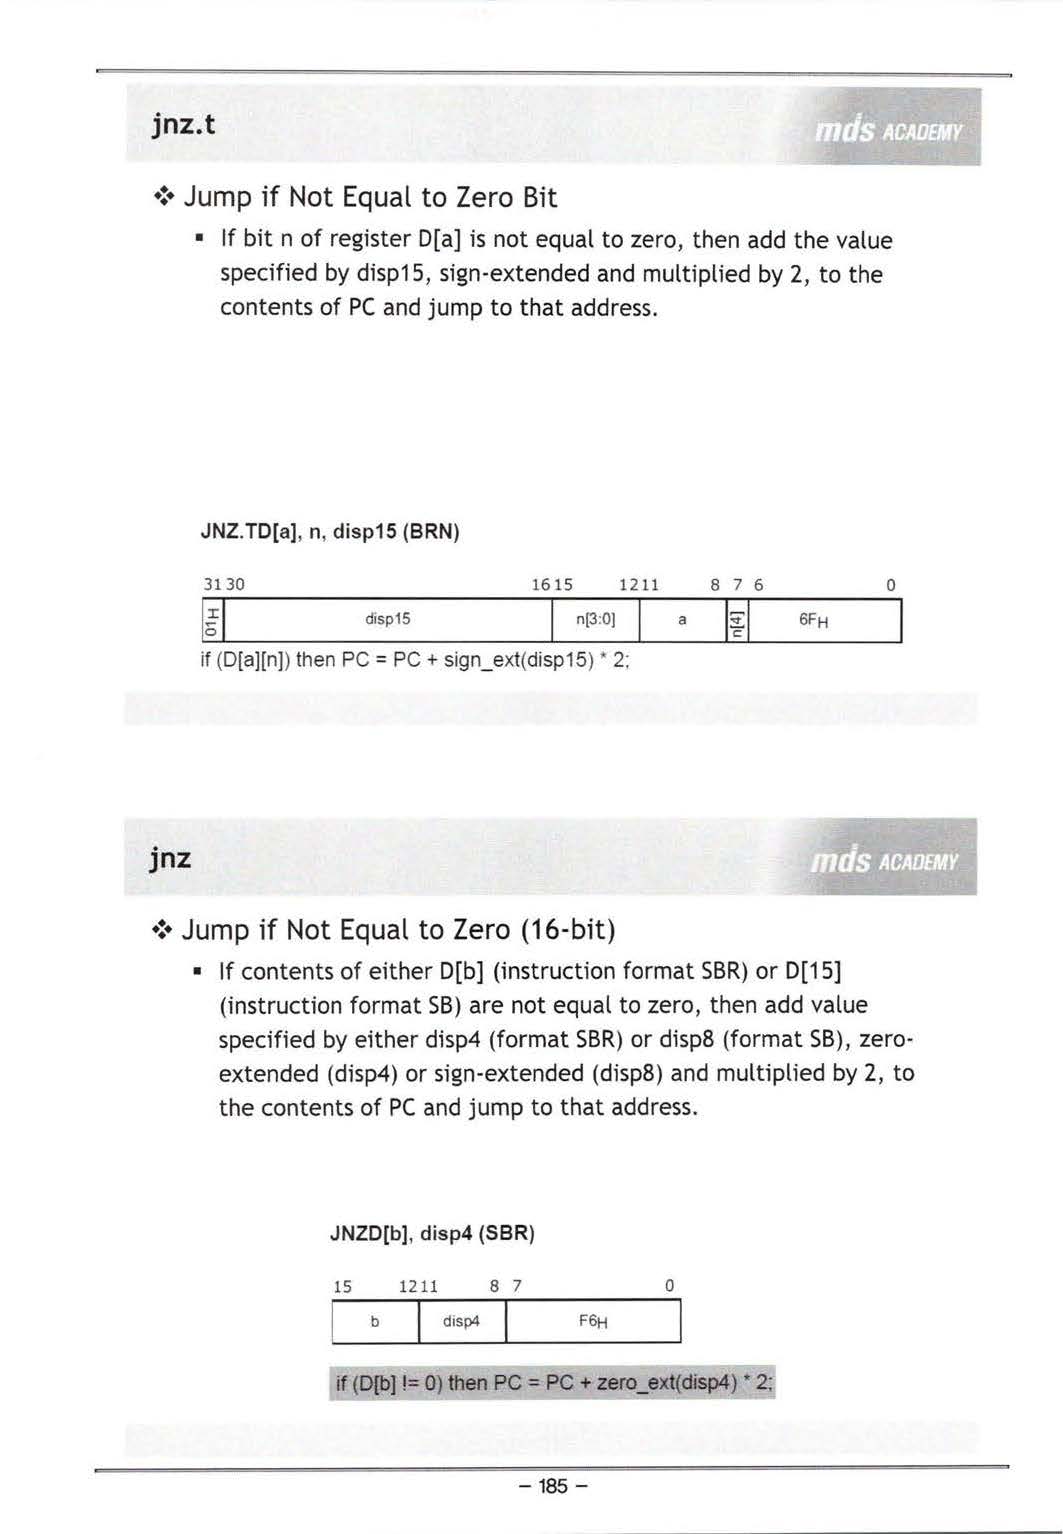 jnz.t
mds ACADEMY
❖ Jump if Not Equal to Zero Bit
▪ If bit n of register D[a] is not equal to zero, then add the value
specified by disp15, sign-extended and multiplied by 2, to the
contents of PC and jump to that address.
JNZ.TD[a], n, disp15 (BRN)
31 30 16 15 12 11 8 7 6 0
01H disp15 n[3:0] a n[4] 6FH
if (D[a][n]) then PC = PC + sign_ext(disp15) * 2;
jnz
mds ACADEMY
❖ Jump if Not Equal to Zero (16-bit)
▪ If contents of either D[b] (instruction format SBR) or D[15]
(instruction format SB) are not equal to zero, then add value
specified by either disp4 (format SBR) or disp8 (format SB), zero-
extended (disp4) or sign-extended (disp8) and multiplied by 2, to
the contents of PC and jump to that address.
JNZD[b], disp4 (SBR)
15 12 11 8 7 0
b disp4 F6H
if (D[b] != 0) then PC = PC + zero_ext(disp4) * 2;
– 185 –